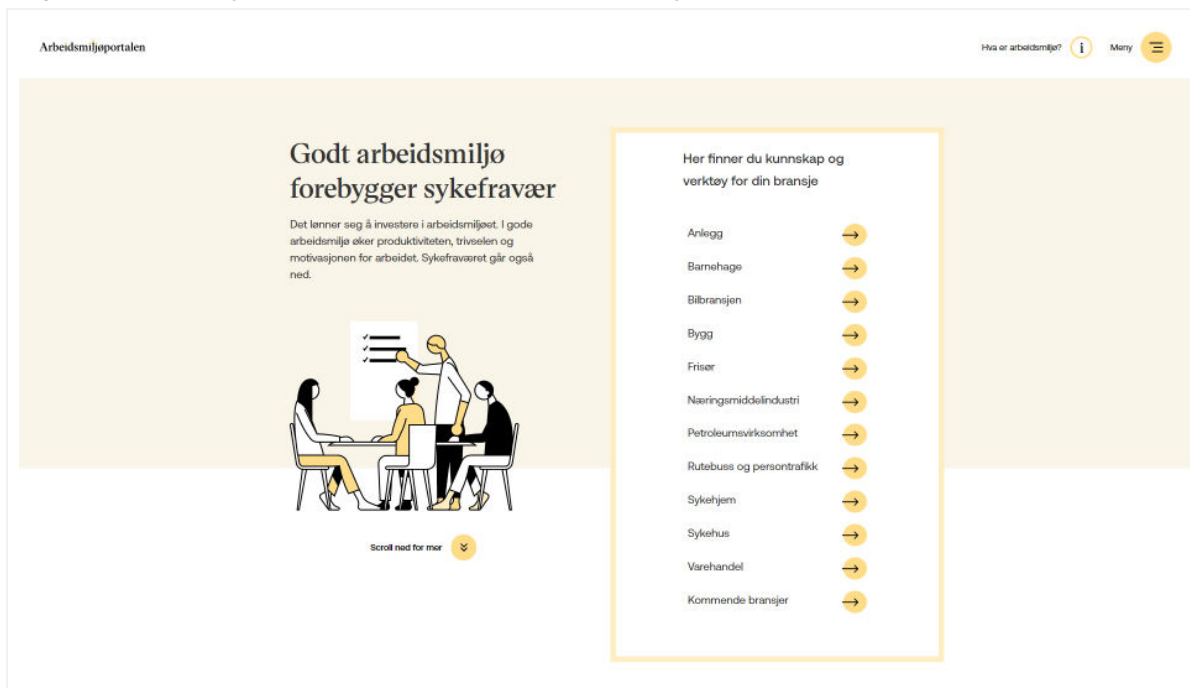 Arbeidsmiljøportalen
Hva er arbeidsmiljø?
i
Meny
Godt arbeidsmiljø
forebygger sykefravær
Det lønner seg å investere i arbeidsmiljøet. I gode
arbeidsmiljø øker produktiviteten, trivselen og
motivasjonen for arbeidet. Sykefraværet går også
ned.
Scroll ned for mer
Her finner du kunnskap og
verktøy for din bransje
Anlegg
Barnehage
Bilbransjen
Bygg
Frisør
Næringsmiddelindustri
Petroleumsvirksomhet
Rutebuss og persontrafikk
Sykehjem
Sykehus
Varehandel
Kommende bransjer